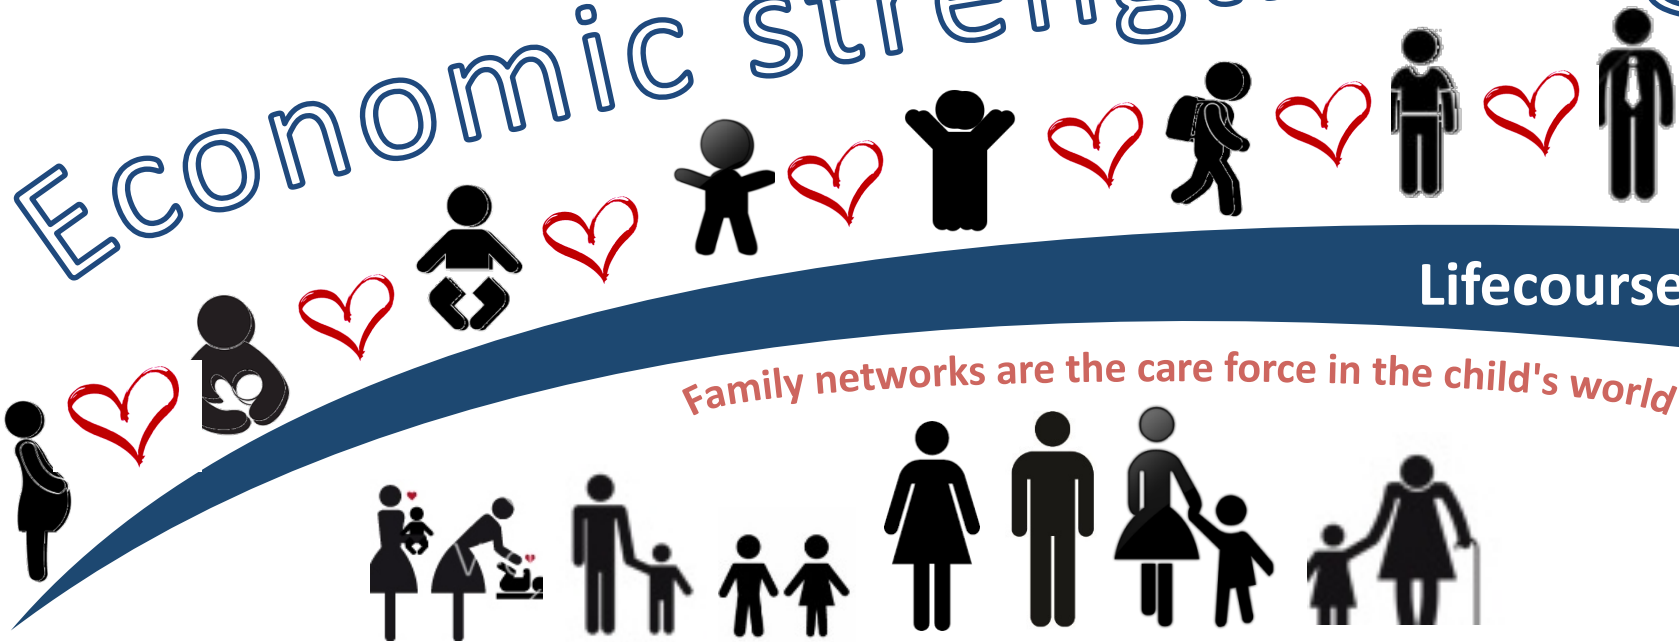 Economic
Lifecourse
Family networks are the care force in the child's world